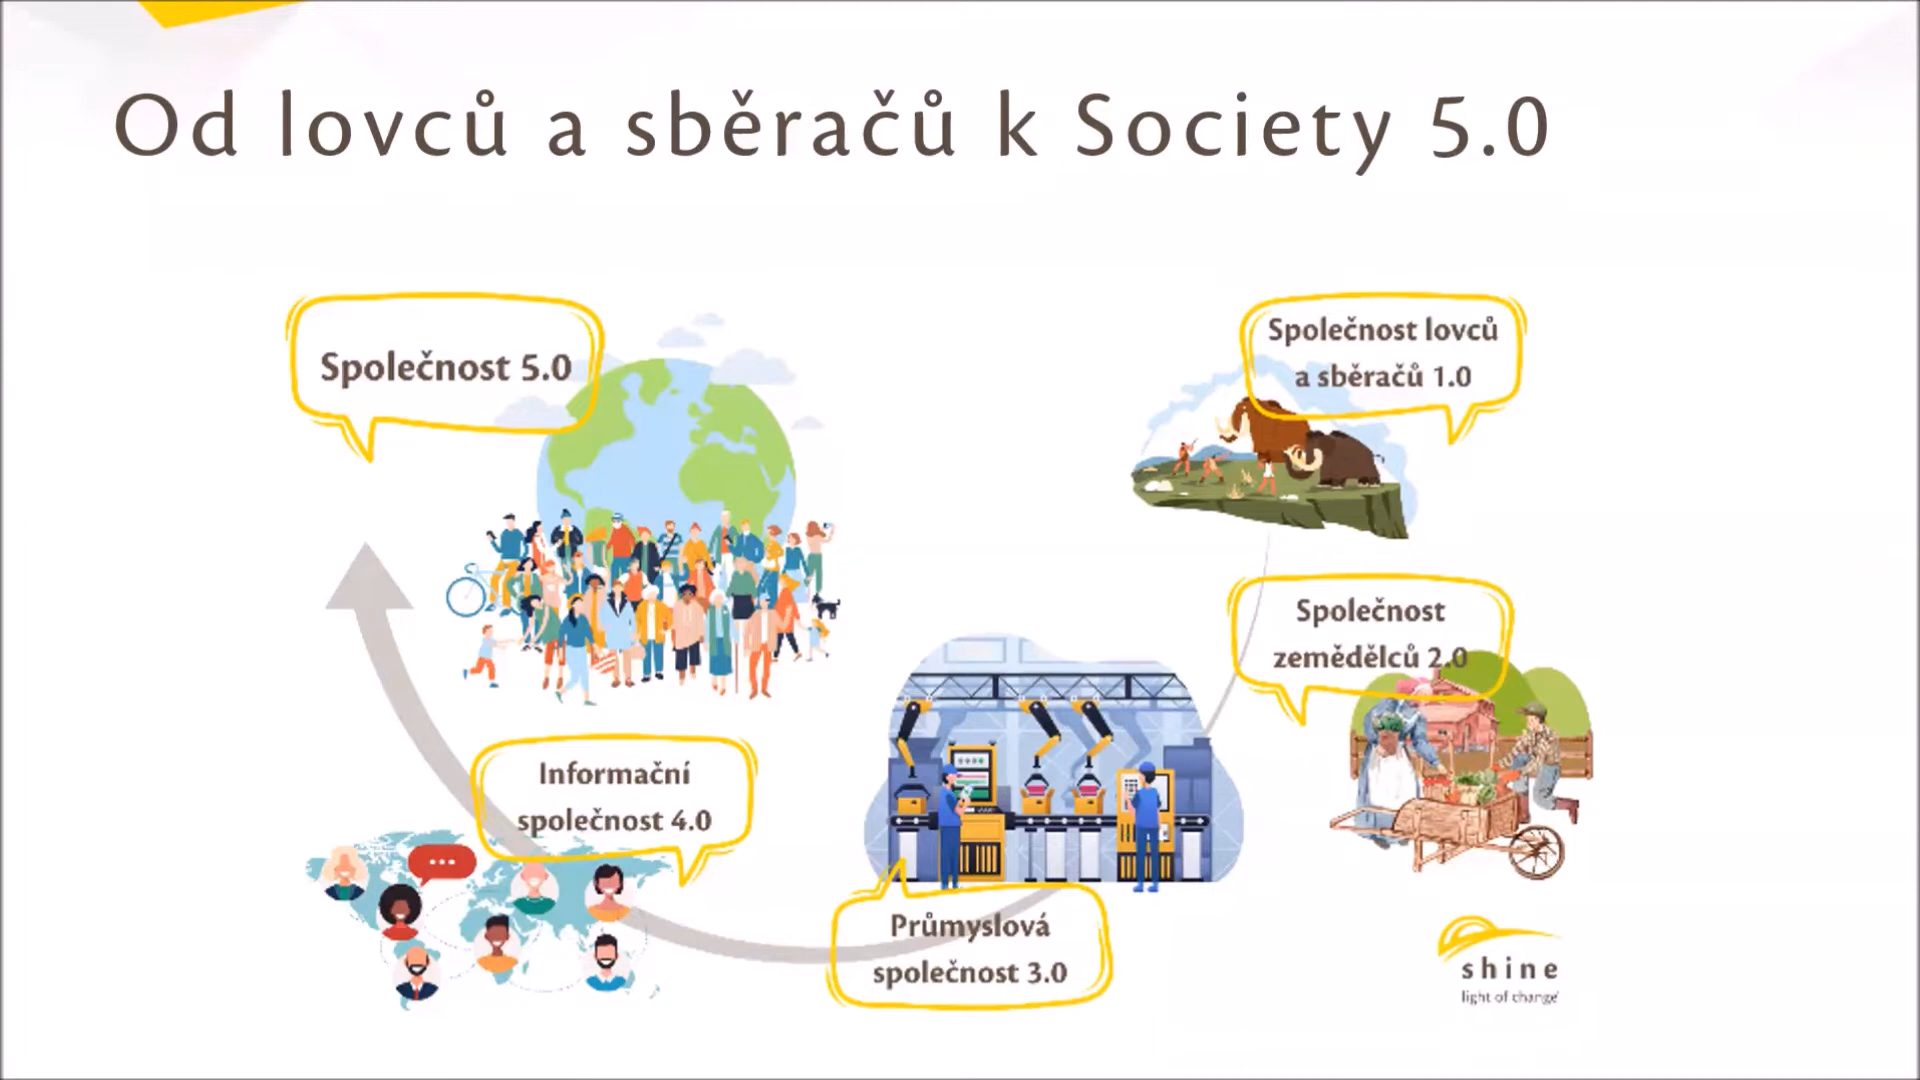 Od lovců a sběračů k Society 5.0
Společnost 5.0
Společnost lovců
a sběračů 1.0
Společnost
zemědělců 2.0
Informační
společnost 4.0
Průmyslová
společnost 3.0
shine
light of change